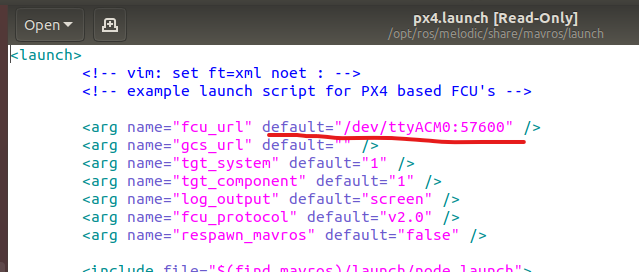 Open
px4.launch [Read-Only]
/opt/ros/melodic/share/mavros/launch
<launch>
<!-- vim: set ft=xml noet : -->
<!-- example launch script for PX4 based FCU's -->
<arg name="fcu_url" default="/dev/ttyACM0:57600" />
<arg name="gcs_url" default="" />
<arg name="tgt_system" default="1" />
<arg name="tgt_component" default="1" />
<arg name="log_output" default="screen" />
<arg name="fcu_protocol" default="v2.0" />
<arg name="respawn_mavros" default="false" />
<include file="$(find mavros)/launch/node.launch">